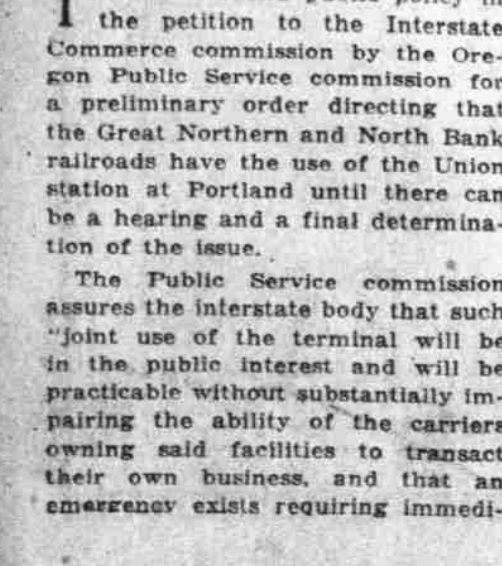 public policy in
I the petition to the Interstate
Commerce commission by the Ore-
gon Public Service commission for
a preliminary order directing that
the Great Northern and North Bank
railroads have the use of the Union
station at Portland until there can
be a hearing and a final determina-
tion of the issue.
The Public Service commission
assures the interstate body that such
"joint use of the terminal will be
in the public interest and will be
practicable without substantially im-
pairing the ability of the carriers
owning said facilities to transact
their own business, and that an
emergency exists requiring immedi-